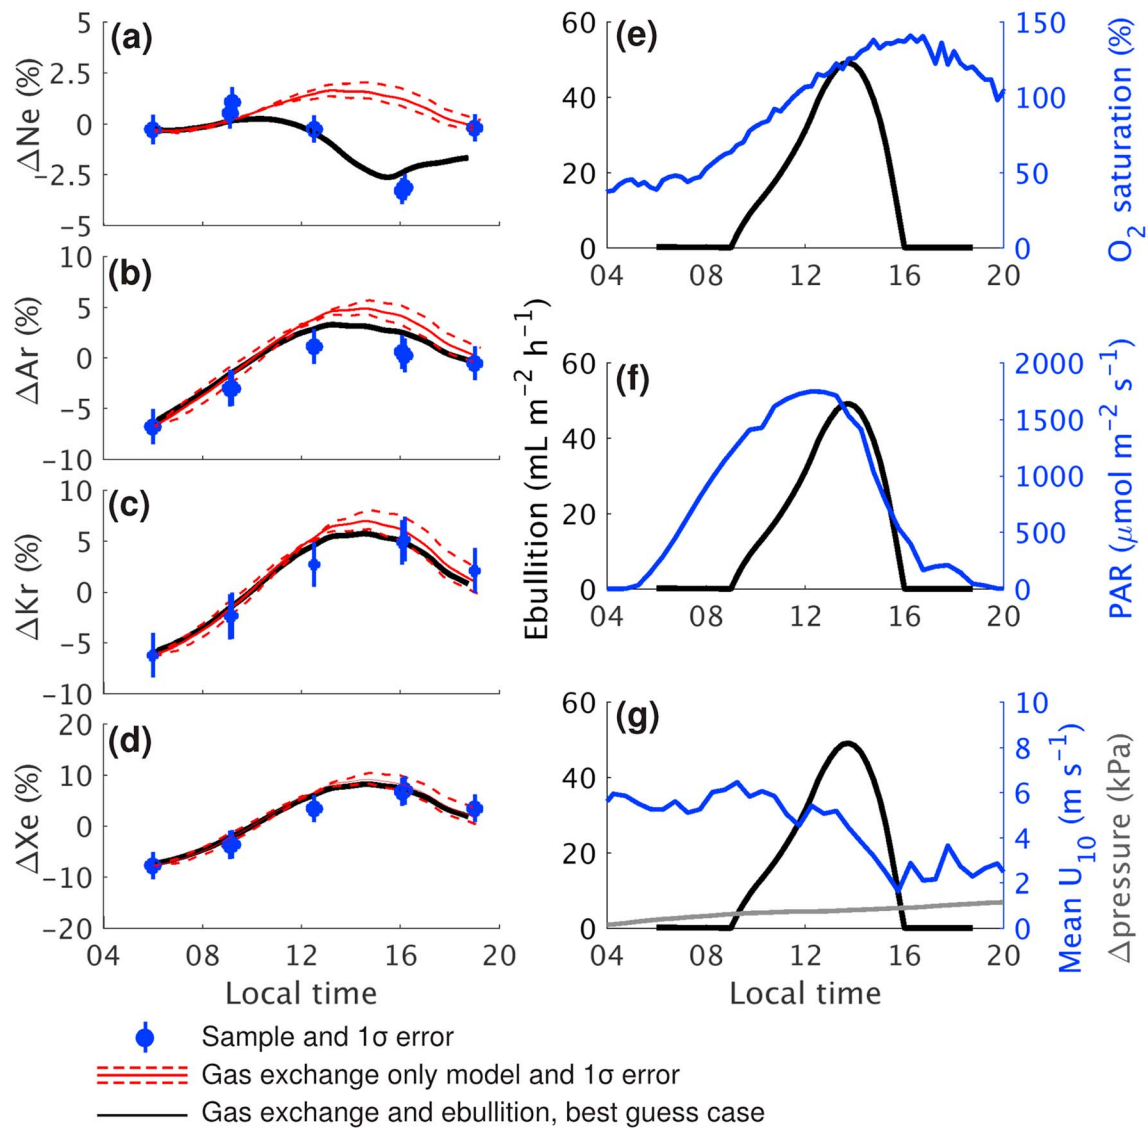 (a)
ΔNe (%)
5
2.5
0
−2.5
−5
(b)
ΔAr (%)
10
5
0
−5
−10
(c)
ΔKr (%)
10
5
0
−5
−10
(d)
ΔXe (%)
20
10
0
−10
−20
04 08 12 16 20
Local time
(e)
60
40
20
0
150
100
50
0
O2 saturation (%)
04 08 12 16 20
Ebullition (mL m−2 h−1)
(f)
60
40
20
0
2000
1500
1000
500
0
PAR (μmol m−2 s−1)
04 08 12 16 20
(g)
60
40
20
0
10
8
6
4
2
0
Mean U10 (m s−1)
Δpressure (kPa)
04 08 12 16 20
Local time
Sample and 1σ error
Gas exchange only model and 1σ error
Gas exchange and ebullition, best guess case